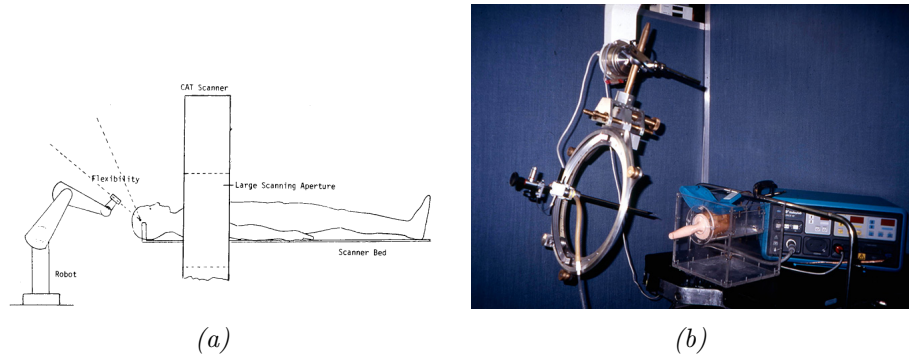 CAT Scanner
Flexibility
Large Scanning Aperture
Scanner Bed
Robot
(a)
(b)